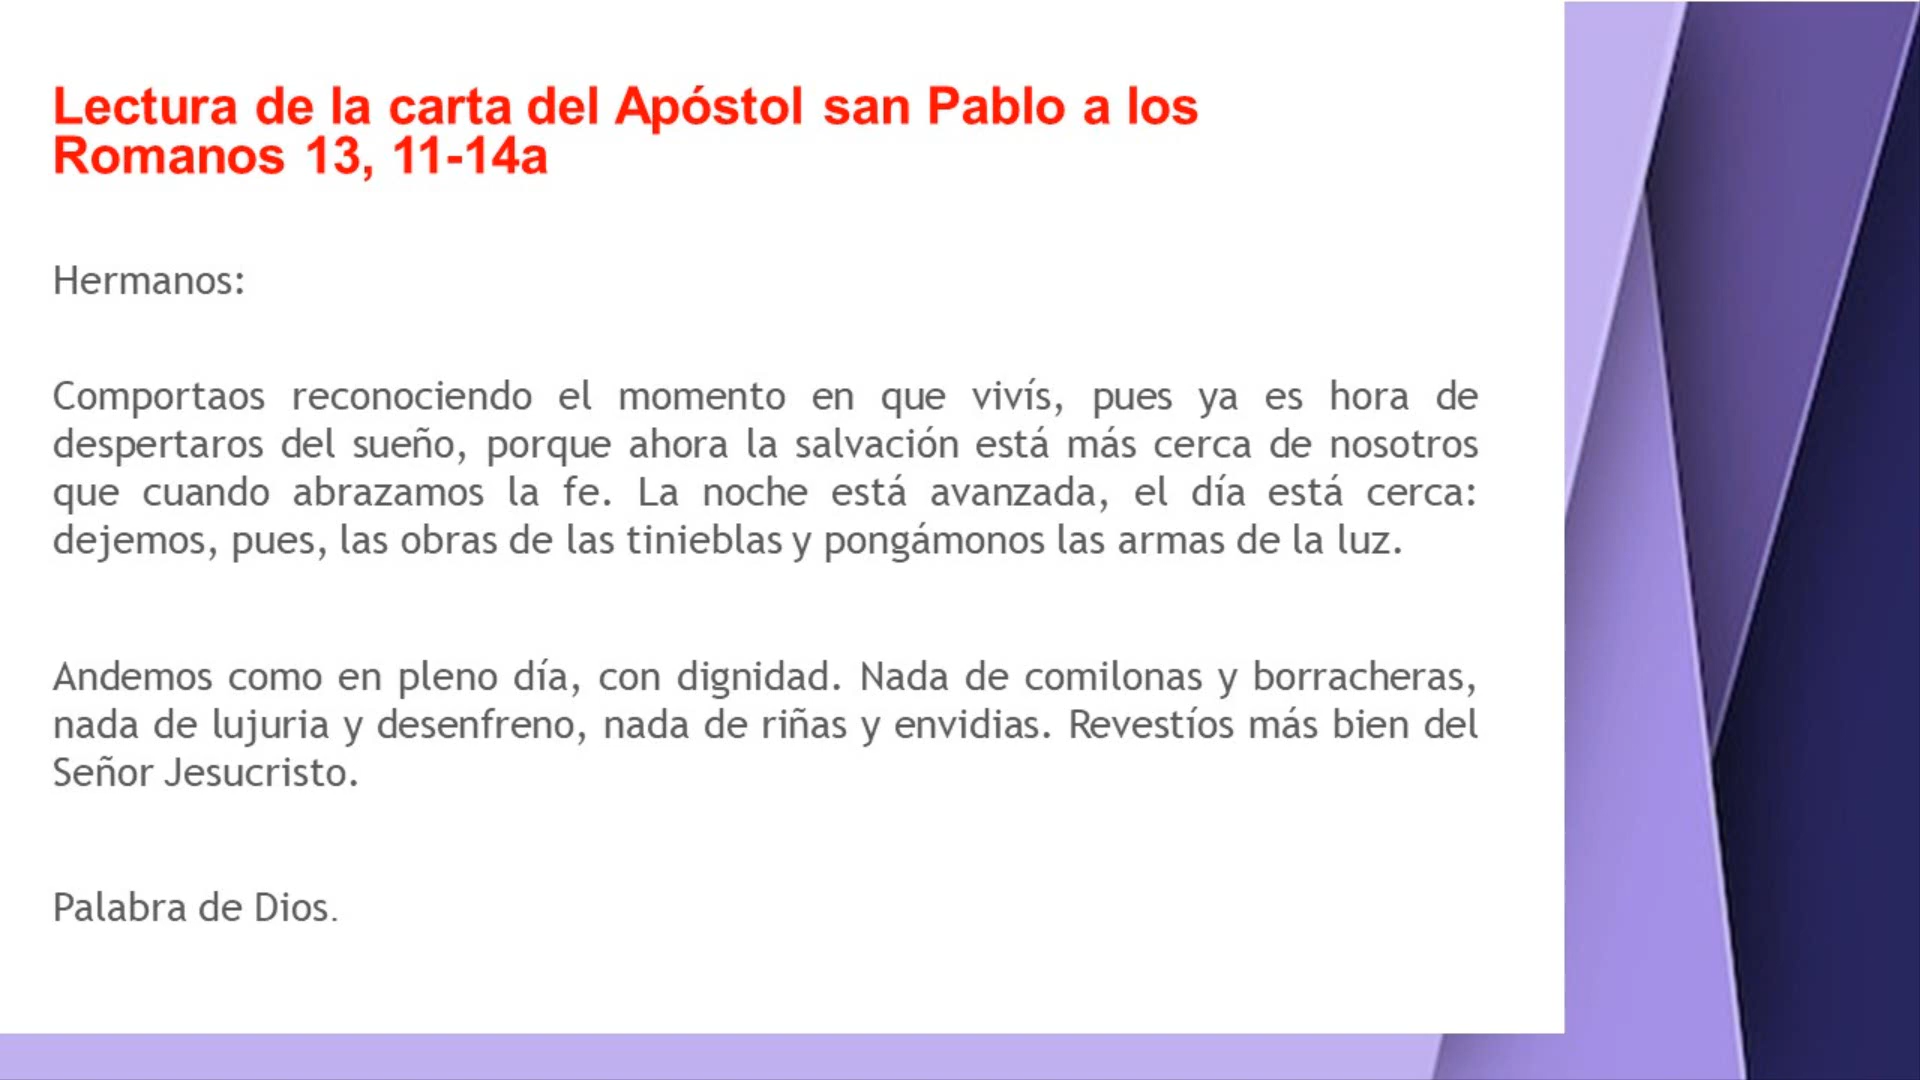 Lectura de la carta del Apóstol san Pablo a los
Romanos 13, 11-14a
Hermanos:
Comportaos reconociendo el momento en que vivís, pues ya es hora de
despertaros del sueño, porque ahora la salvación está más cerca de nosotros
que cuando abrazamos la fe. La noche está avanzada, el día está cerca:
dejemos, pues, las obras de las tinieblas y pongámonos las armas de la luz.
Andemos como en pleno día, con dignidad. Nada de comilonas y borracheras,
nada de lujuria y desenfreno, nada de riñas y envidias. Revestíos más bien del
Señor Jesucristo.
Palabra de Dios.